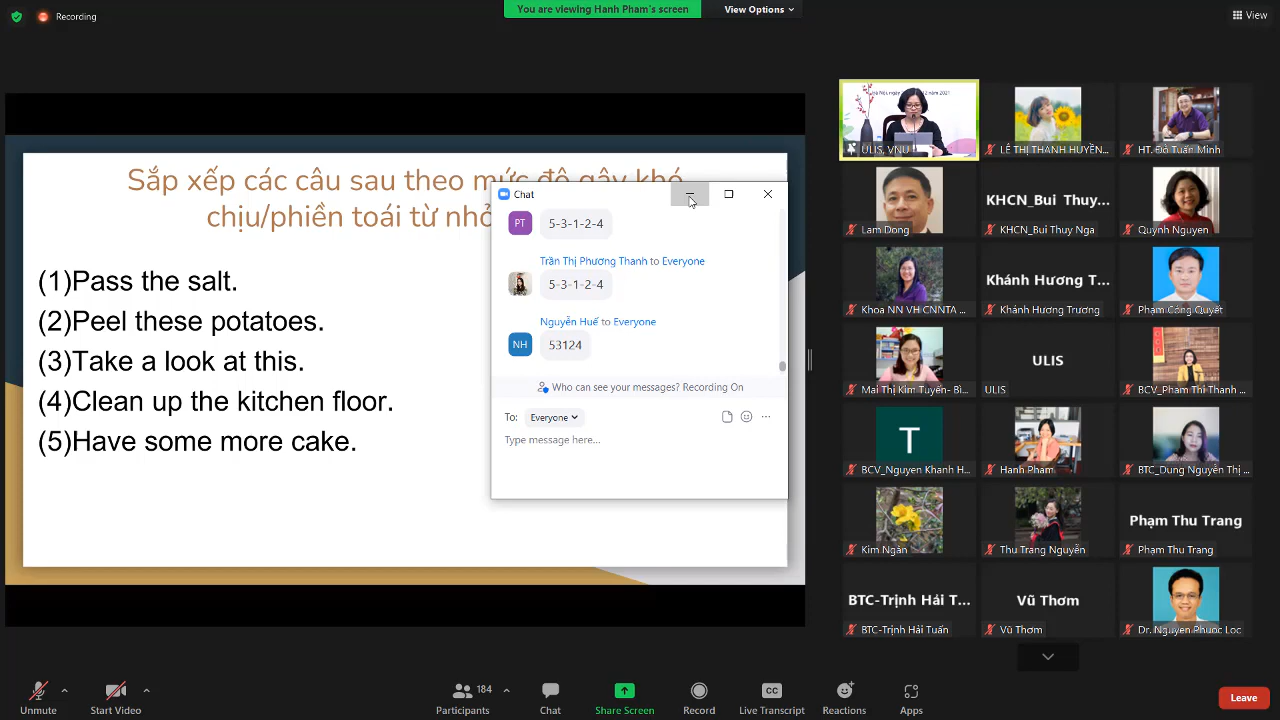 Recording
You are viewing Hanh Pham's screen
View Options
View
Sắp xếp các câu sau theo mức độ gây khó
chịu/phiền toái từ nhỏ
(1)Pass the salt.
(2)Peel these potatoes.
(3)Take a look at this.
(4)Clean up the kitchen floor.
(5)Have some more cake.
Chat
PT
5-3-1-2-4
Trần Thị Phương Thanh to Everyone
5-3-1-2-4
Nguyễn Huế to Everyone
NH
53124
Who can see your messages? Recording On
To:
Everyone
Type message here...
ULIS, VNU
LÊ THỊ THANH HUYỀN...
HT. Đỗ Tuấn Minh
Lam Dong
KHCN_Bui Thuy...
KHCN_Bui Thuy Nga
Quynh Nguyen
Khoa NN VH CNNTA ...
Khánh Hương T...
Khánh Hương Trương
Phạm Công Quyết
Mai Thị Kim Tuyến- Bì...
ULIS
ULIS
BCV_Pham Thi Thanh ...
T
BCV_Nguyen Khanh H...
Hanh Pham
BTC_Dung Nguyễn Thị ...
Kim Ngân
Thu Trang Nguyễn
Phạm Thu Trang
Phạm Thu Trang
BTC-Trịnh Hải T...
BTC-Trịnh Hải Tuấn
Vũ Thơm
Vũ Thơm
Dr. Nguyen Phuoc Loc
Unmute
Start Video
184
Participants
Chat
Share Screen
Record
CC
Live Transcript
Reactions
Apps
Leave